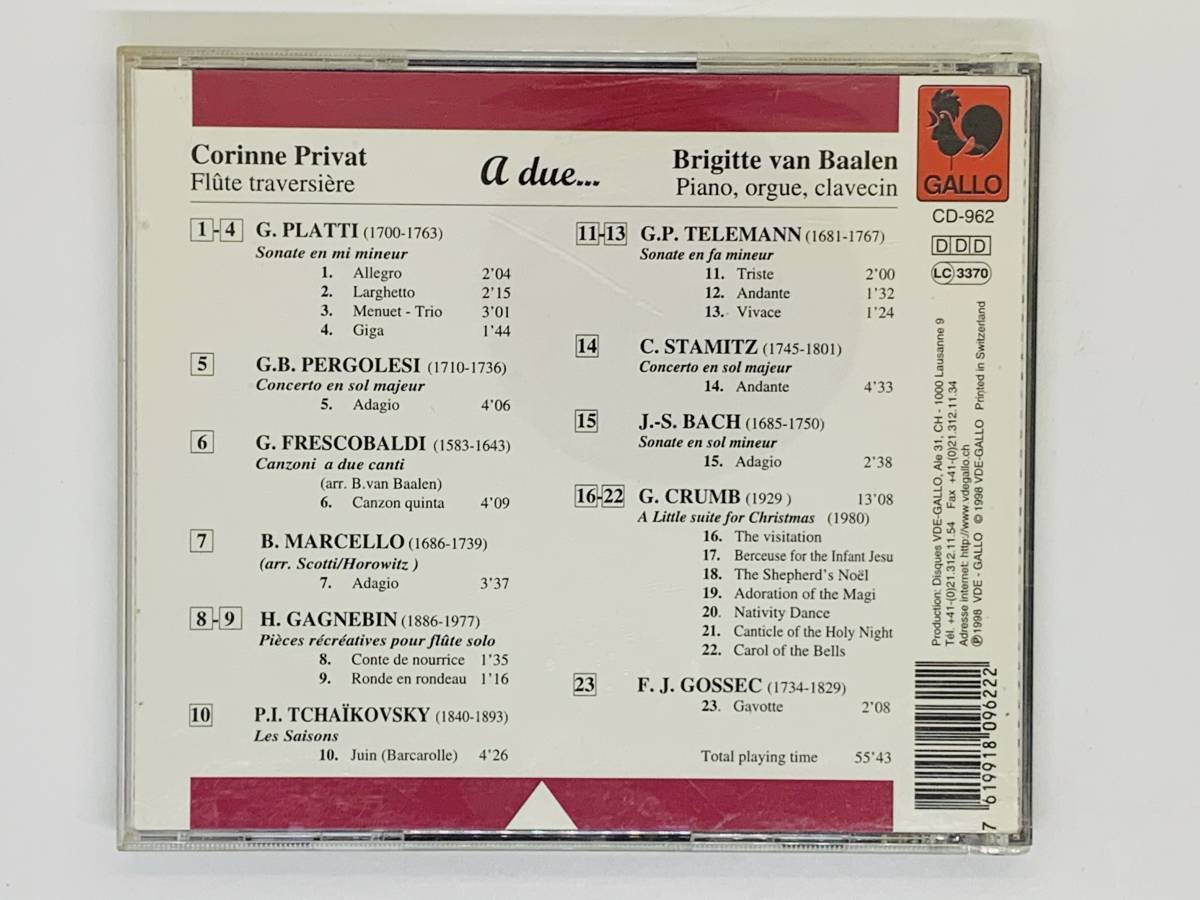 Corinne Privat
Flûte traversière
A due...
Brigitte van Baalen
Piano, orgue, clavecin
1-4 G. PLATTI (1700-1763)
Sonate en mi mineur
1. Allegro 2'04
2. Larghetto 2'15
3. Menuet - Trio 3'01
4. Giga 1'44
5 G.B. PERGOLESI (1710-1736)
Concerto en sol majeur
5. Adagio 4'06
6 G. FRESCOBALDI (1583-1643)
Canzoni a due canti
(arr. B.van Baalen)
6. Canzon quinta 4'09
7 B. MARCELLO (1686-1739)
(arr. Scotti/Horowitz )
7. Adagio 3'37
8-9 H. GAGNEBIN (1886-1977)
Pièces récréatives pour flûte solo
8. Conte de nourrice 1'35
9. Ronde en rondeau 1'16
10 P.I. TCHAÏKOVSKY (1840-1893)
Les Saisons
10. Juin (Barcarolle) 4'26
11-13 G.P. TELEMANN (1681-1767)
Sonate en fa mineur
11. Triste 2'00
12. Andante 1'32
13. Vivace 1'24
14 C. STAMITZ (1745-1801)
Concerto en sol majeur
14. Andante 4'33
15 J.-S. BACH (1685-1750)
Sonate en sol mineur
15. Adagio 2'38
16-22 G. CRUMB (1929 ) 13'08
A Little suite for Christmas (1980)
16. The visitation
17. Berceuse for the Infant Jesu
18. The Shepherd's Noël
19. Adoration of the Magi
20. Nativity Dance
21. Canticle of the Holy Night
22. Carol of the Bells
23 F. J. GOSSEC (1734-1829)
23. Gavotte 2'08
Total playing time 55'43
GALLO
CD-962
DDD
LC 3370
Production: Disques VDE-GALLO, Ale 31, CH - 1000 Lausanne 9
Tél. +41-(0)21.312.11.54 Fax +41-(0)21.312.11.34
Adresse internet: http://www.vdegallo.ch
℗ 1998 VDE - GALLO © 1998 VDE-GALLO Printed in Switzerland
7 619918 096222